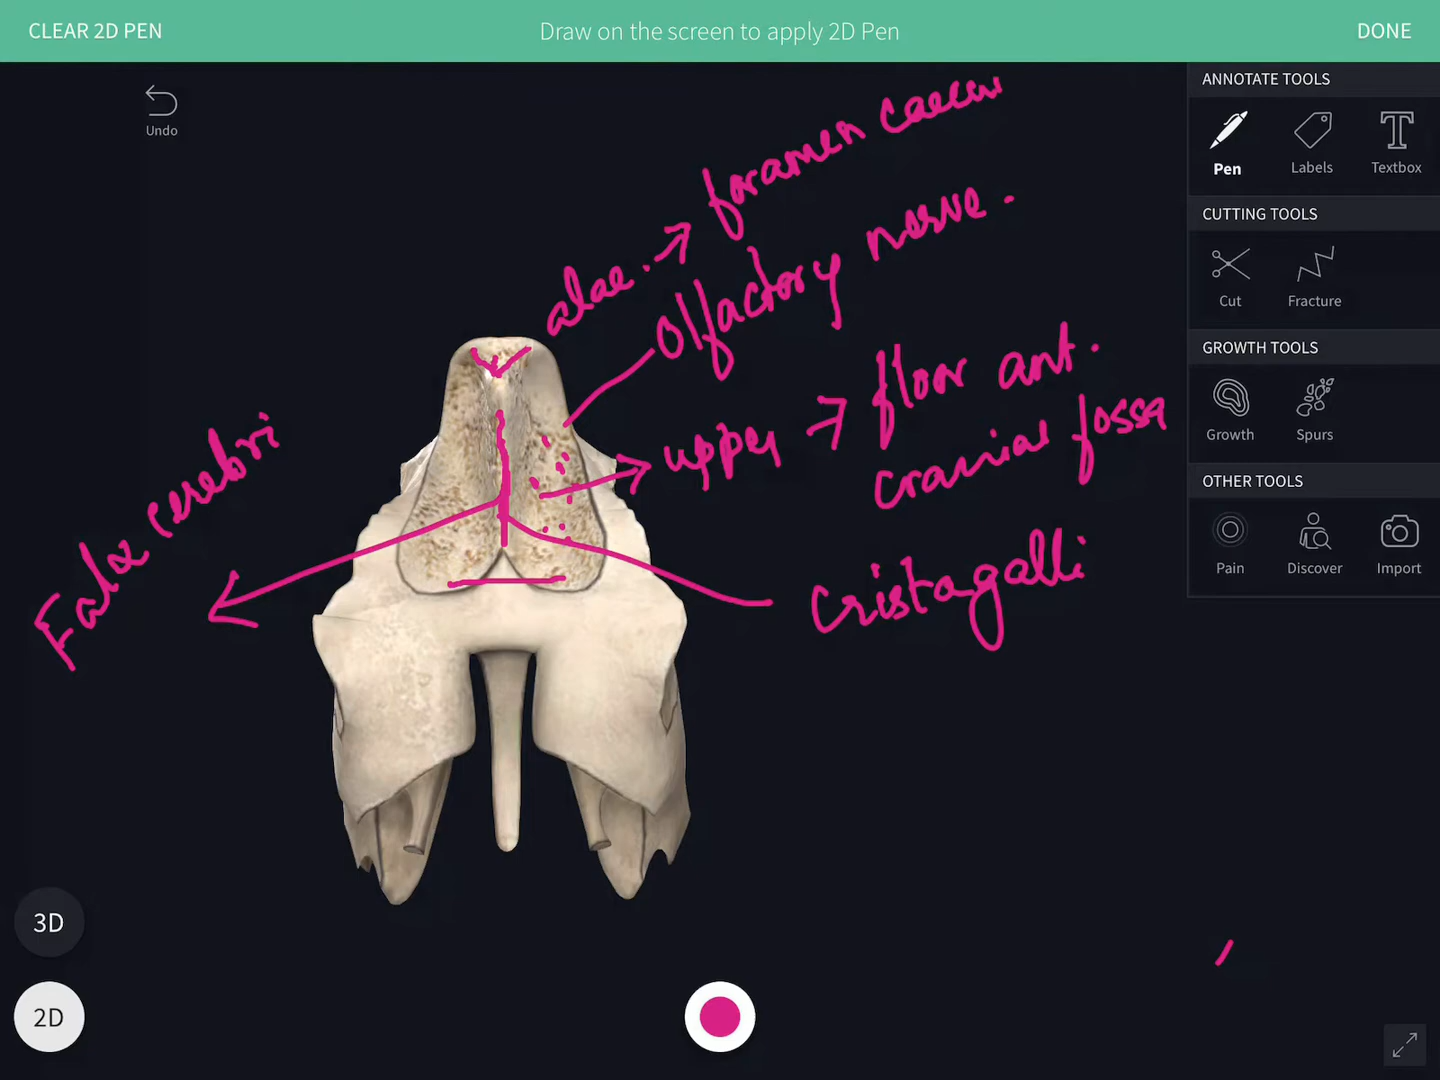 CLEAR 2D PEN
Draw on the screen to apply 2D Pen
DONE
Undo
ANNOTATE TOOLS
Pen
Labels
Textbox
CUTTING TOOLS
Cut
Fracture
GROWTH TOOLS
Growth
Spurs
OTHER TOOLS
Pain
Discover
Import
alae. → foramen
Olfactory nerve.
upper → floor ant.
cranial fossa
Cristagalli
Falx cerebri
3D
2D